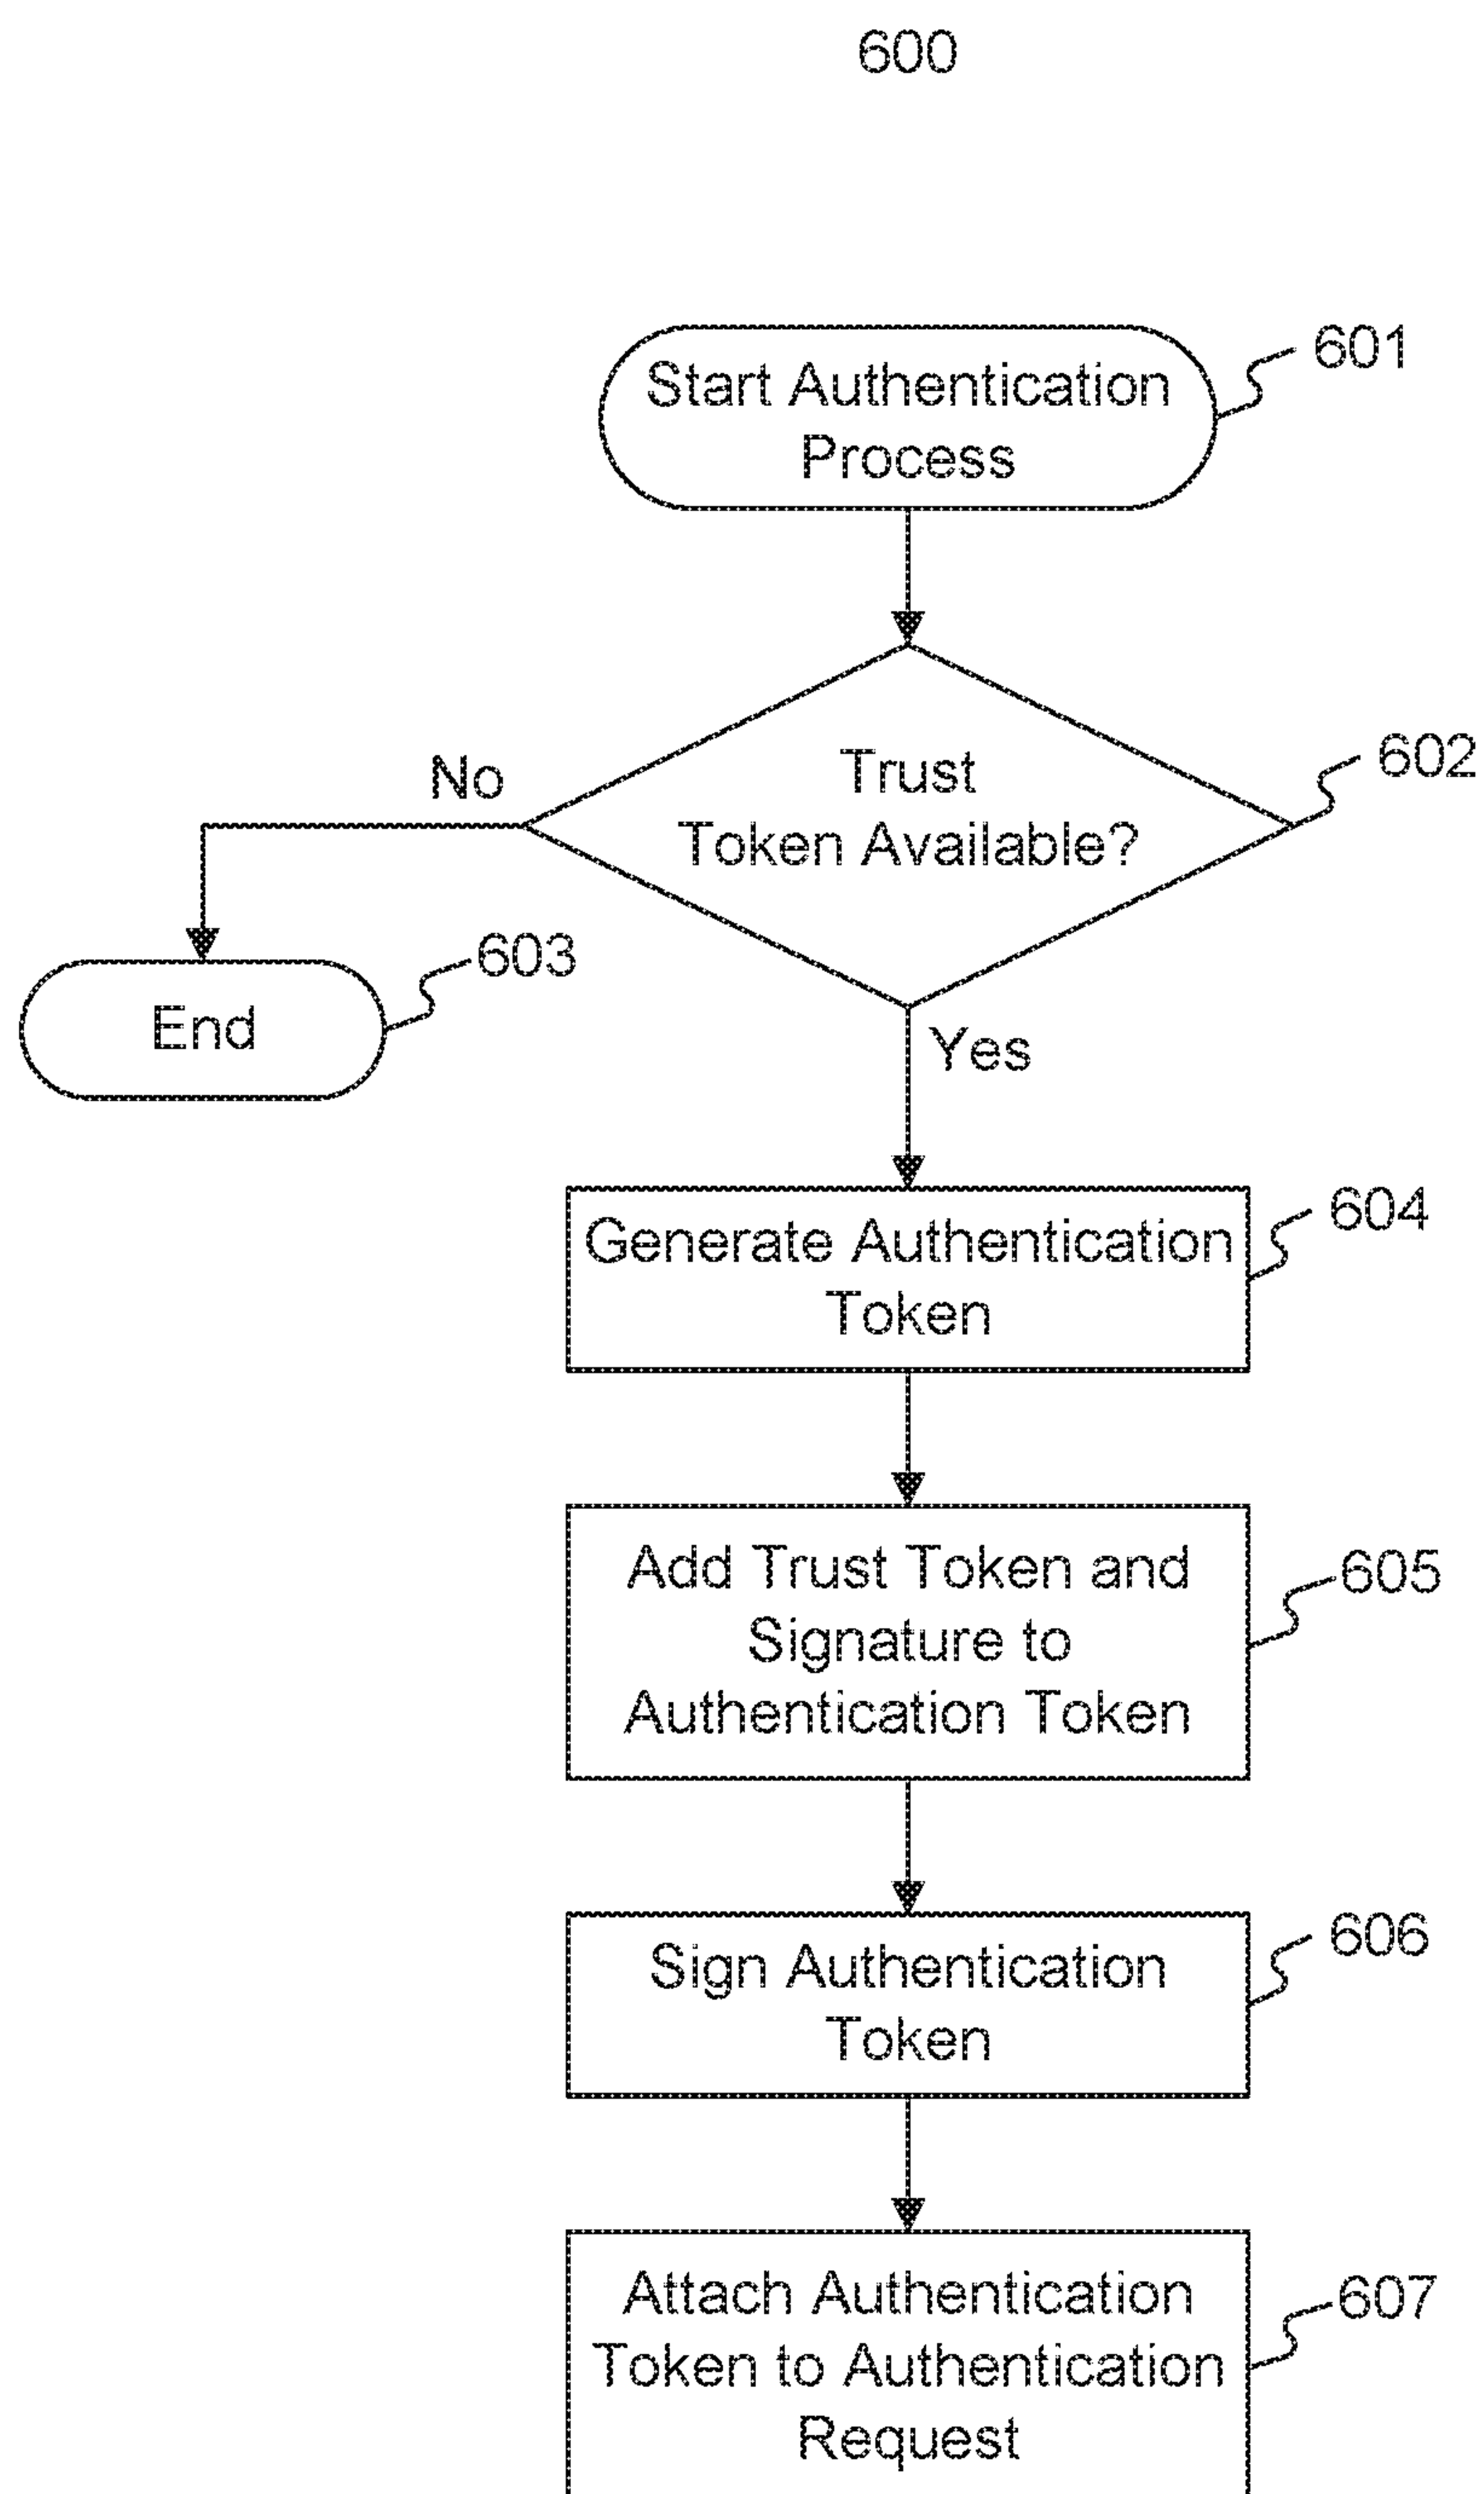 600
Start Authentication
Process
601
Trust
Token Available?
602
No
End
603
Yes
Generate Authentication
Token
604
Add Trust Token and
Signature to
Authentication Token
605
Sign Authentication
Token
606
Attach Authentication
Token to Authentication
Request
607